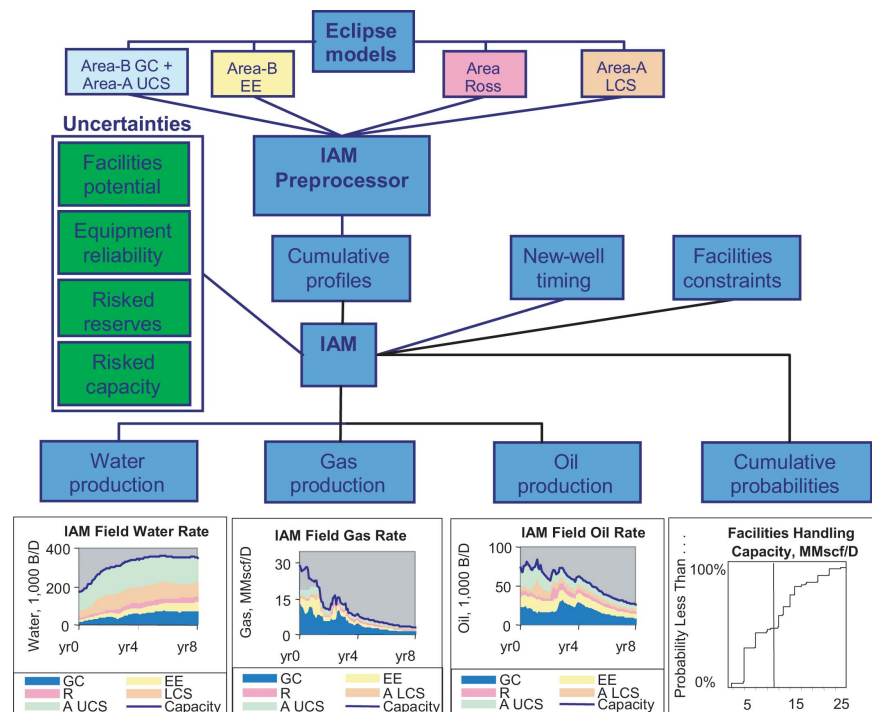 Eclipse
models
Area-B GC +
Area-A UCS
Area-B
EE
Area
Ross
Area-A
LCS
Uncertainties
Facilities
potential
Equipment
reliability
Risked
reserves
Risked
capacity
IAM
Preprocessor
Cumulative
profiles
New-well
timing
Facilities
constraints
IAM
Water
production
Gas
production
Oil
production
Cumulative
probabilities
IAM Field Water Rate
Water, 1,000 B/D
400
200
0
yr0 yr4 yr8
GC EE
R LCS
A UCS Capacity
IAM Field Gas Rate
Gas, MMscf/D
30
15
0
yr0 yr4 yr8
GC EE
R A LCS
A UCS Capacity
IAM Field Oil Rate
Oil, 1,000 B/D
100
50
0
yr0 yr4 yr8
GC EE
R A LCS
A UCS Capacity
Facilities Handling
Capacity, MMscf/D
Probability Less Than . . .
100%
0%
5 15 25